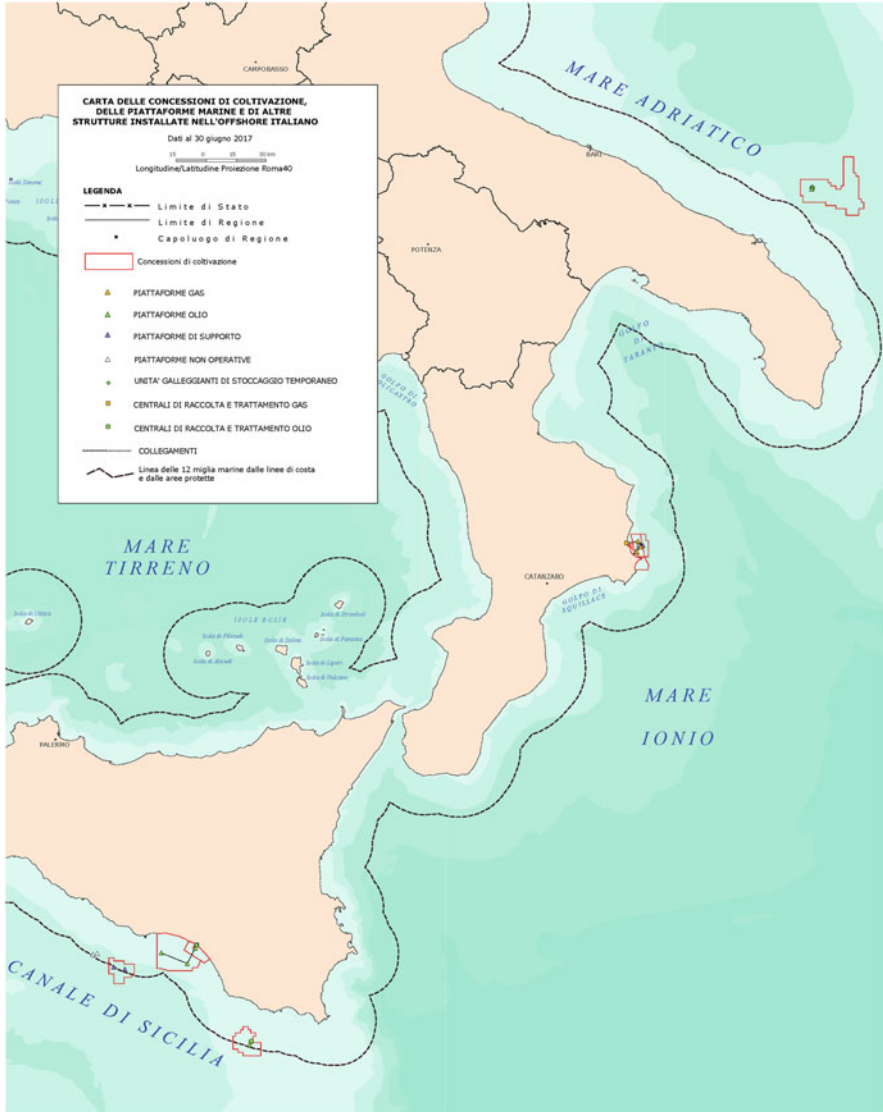 CAMPOBASSO
MARE ADRIATICO
CARTA DELLE CONCESSIONI DI COLTIVAZIONE,
DELLE PIATTAFORME MARINE E DI ALTRE
STRUTTURE INSTALLATE NELL'OFFSHORE ITALIANO
Dati al 30 giugno 2017
15 0 15 30 km
Longitudine/Latitudine Proiezione Roma40
LEGENDA
Limite di Stato
Limite di Regione
Capoluogo di Regione
Concessioni di coltivazione
PIATTAFORME GAS
PIATTAFORME OLIO
PIATTAFORME DI SUPPORTO
PIATTAFORME NON OPERATIVE
UNITA' GALLEGGIANTI DI STOCCAGGIO TEMPORANEO
CENTRALI DI RACCOLTA E TRATTAMENTO GAS
CENTRALI DI RACCOLTA E TRATTAMENTO OLIO
COLLEGAMENTI
Linea delle 12 miglia marine dalle linee di costa
e dalle aree protette
BARI
POTENZA
GOLFO
DI
TARANTO
GOLFO DI
MARE
TIRRENO
CATANZARO
GOLFO DI
SQUILLACE
Isola di Ustica
ISOLE EOLIE
Isola di Stromboli
Isola di Filicudi
Isola di Salina
Isola di Panarea
Isola di Alicudi
Isola di Lipari
Isola di Vulcano
MARE
IONIO
PALERMO
CANALE DI SICILIA